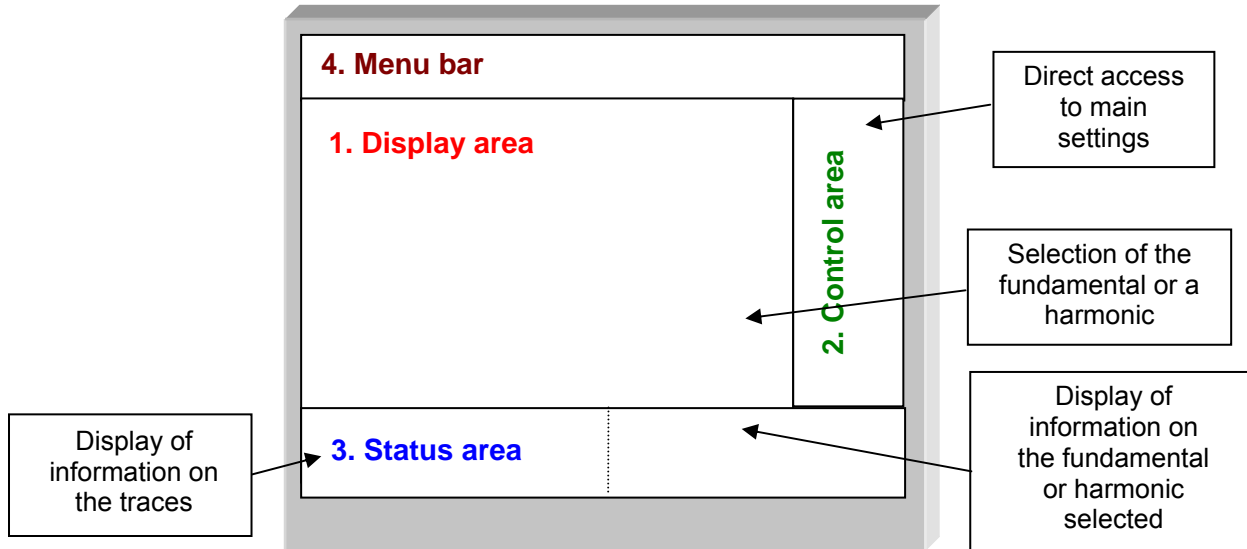 4. Menu bar
1. Display area
2. Control area
3. Status area
Direct access
to main
settings
Selection of the
fundamental or a
harmonic
Display of
information on
the fundamental
or harmonic
selected
Display of
information on
the traces